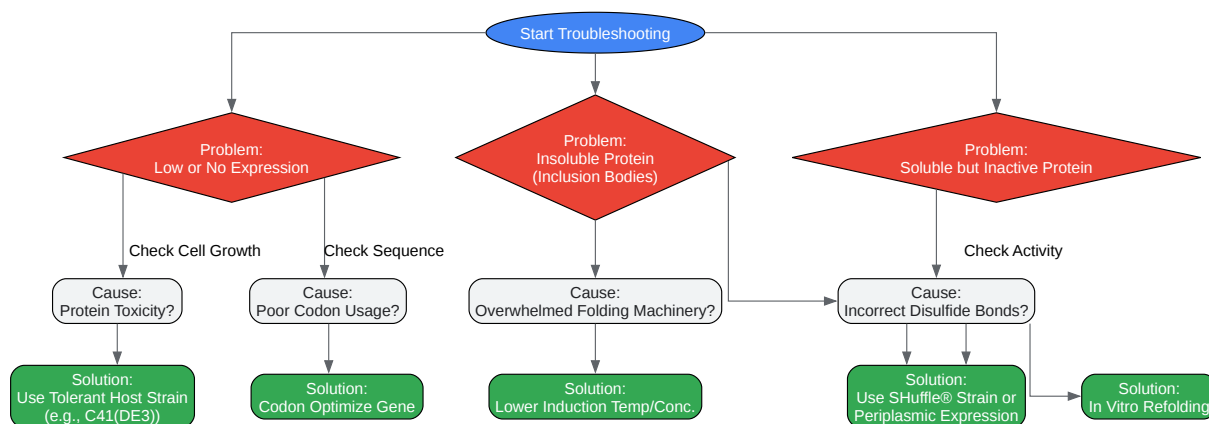 Start Troubleshooting
Problem:
Low or No Expression
Problem:
Insoluble Protein
(Inclusion Bodies)
Problem:
Soluble but Inactive Protein
Check Cell Growth
Check Sequence
Check Activity
Cause:
Protein Toxicity?
Cause:
Poor Codon Usage?
Cause:
Overwhelmed Folding Machinery?
Cause:
Incorrect Disulfide Bonds?
Solution:
Use Tolerant Host Strain
(e.g., C41(DE3))
Solution:
Codon Optimize Gene
Solution:
Lower Induction Temp/Conc.
Solution:
Use SHuffle® Strain or
Periplasmic Expression
Solution:
In Vitro Refolding